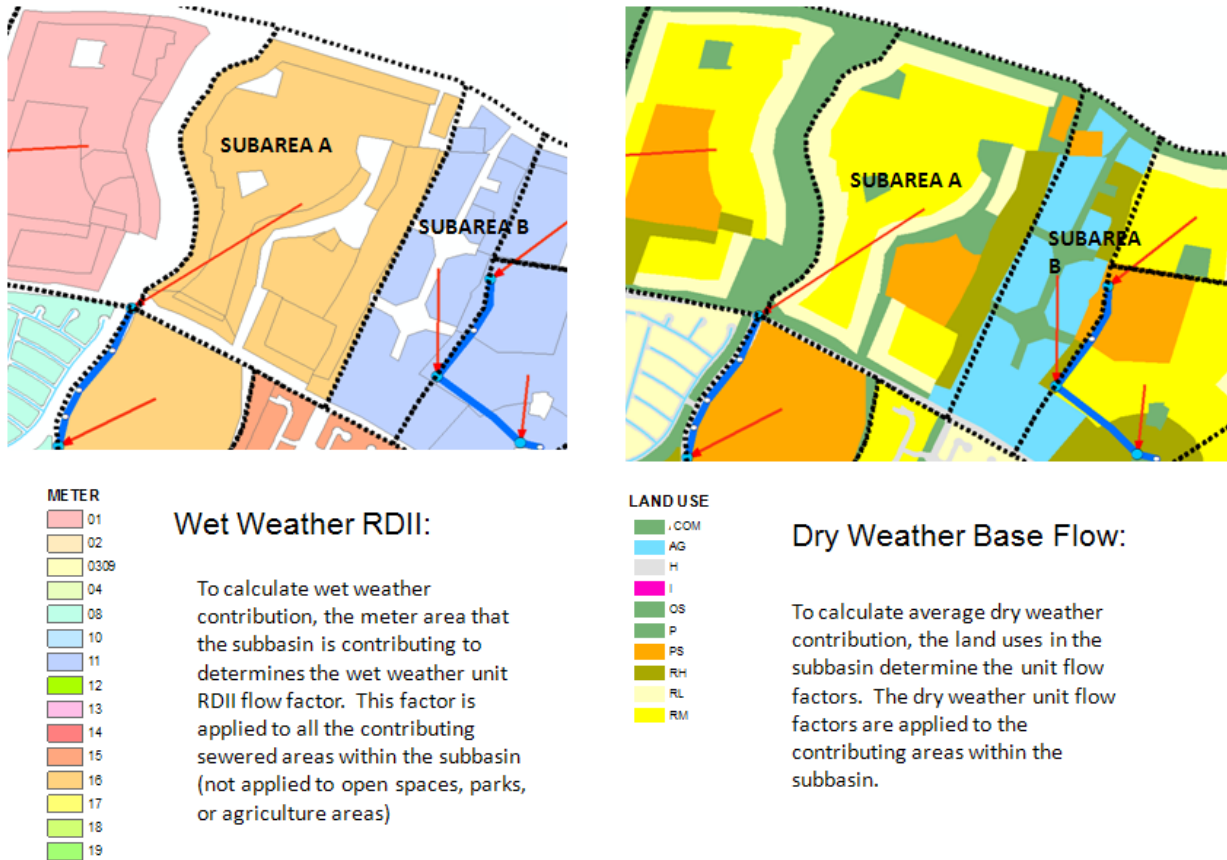 SUBAREA A
SUBAREA B
SUBAREA A
SUBAREA
B
METER
01
02
0309
04
08
10
11
12
13
14
15
16
17
18
19
Wet Weather RDII:
To calculate wet weather
contribution, the meter area that
the subbasin is contributing to
determines the wet weather unit
RDII flow factor. This factor is
applied to all the contributing
sewered areas within the subbasin
(not applied to open spaces, parks,
or agriculture areas)
LAND USE
COM
AG
H
I
OS
P
PS
RH
RL
RM
Dry Weather Base Flow:
To calculate average dry weather
contribution, the land uses in the
subbasin determine the unit flow
factors. The dry weather unit flow
factors are applied to the
contributing areas within the
subbasin.